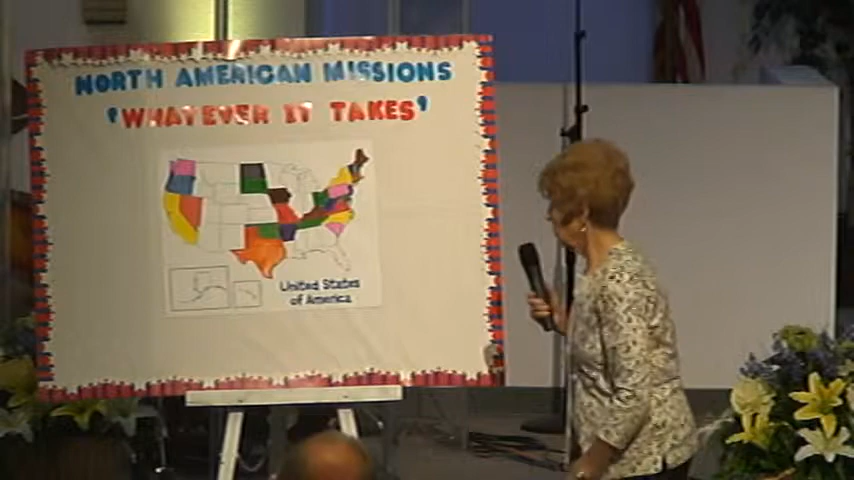 NORTH AMERICAN MISSIONS
'WHATEVER IT TAKES'
United States
of America